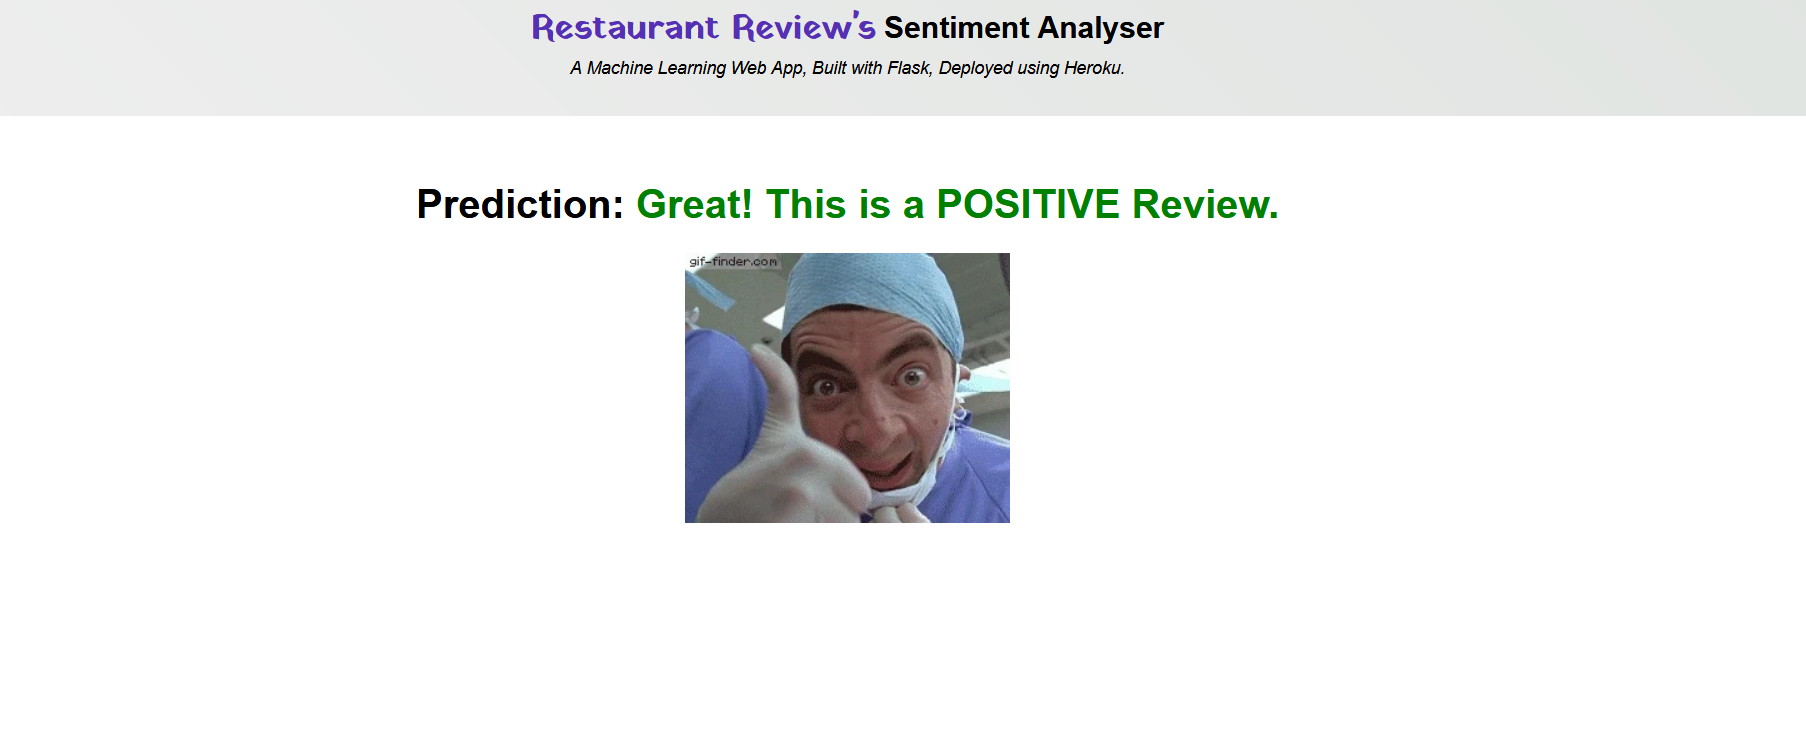 Restaurant Review's Sentiment Analyser
A Machine Learning Web App, Built with Flask, Deployed using Heroku.
Prediction: Great! This is a POSITIVE Review.
gif-finder.com